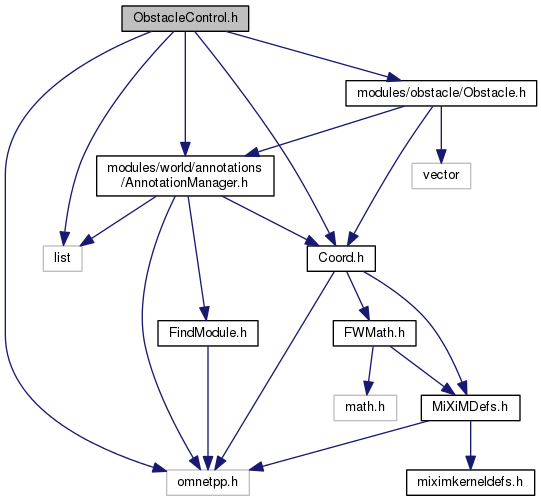 ObstacleControl.h
modules/obstacle/Obstacle.h
modules/world/annotations
/AnnotationManager.h
vector
list
Coord.h
FindModule.h
FWMath.h
math.h
MiXiMDefs.h
omnetpp.h
miximkerneldefs.h